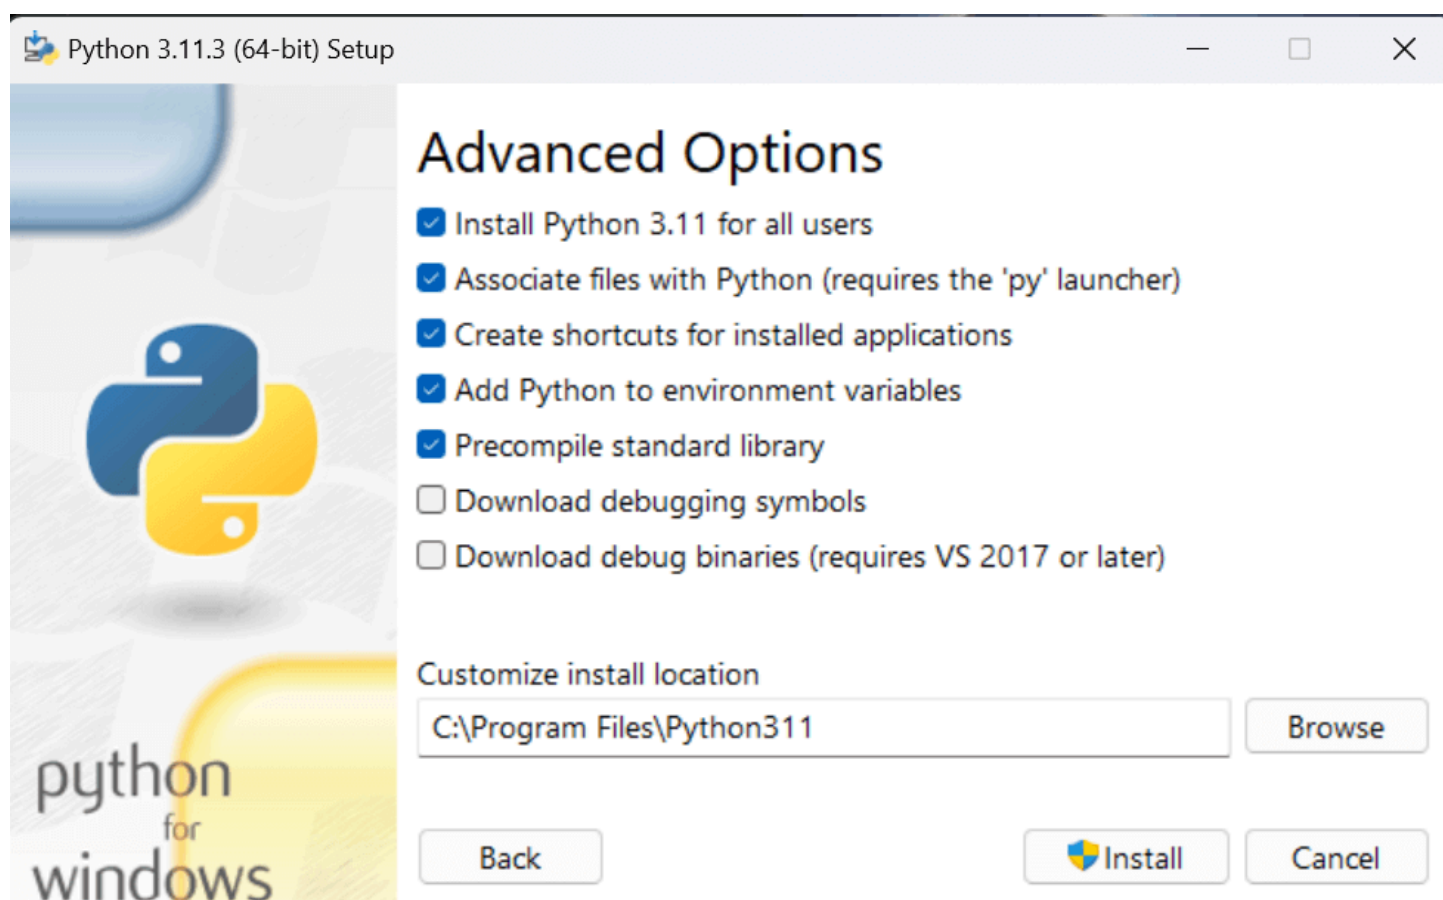 Python 3.11.3 (64-bit) Setup
Advanced Options
Install Python 3.11 for all users
Associate files with Python (requires the 'py' launcher)
Create shortcuts for installed applications
Add Python to environment variables
Precompile standard library
Download debugging symbols
Download debug binaries (requires VS 2017 or later)
Customize install location
C:\Program Files\Python311
Browse
python
for
windows
Back
Install
Cancel